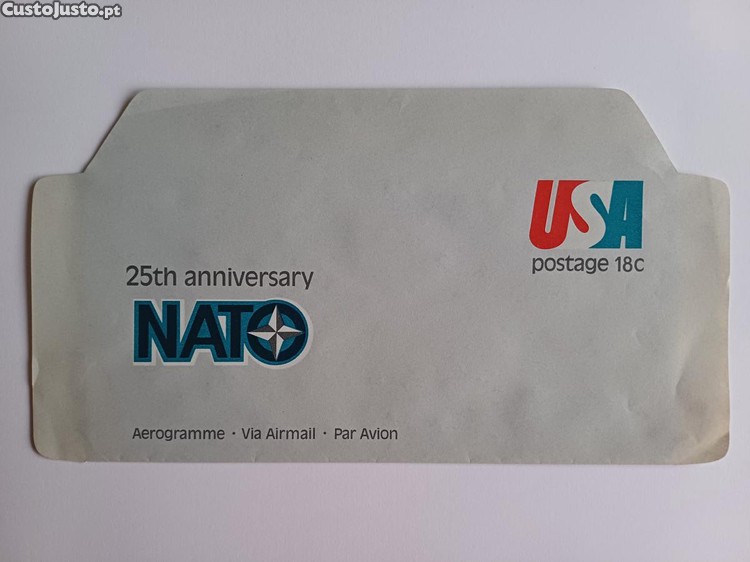 CustoJusto.pt
USA
postage 18c
25th anniversary
NATO
Aerogramme · Via Airmail · Par Avion